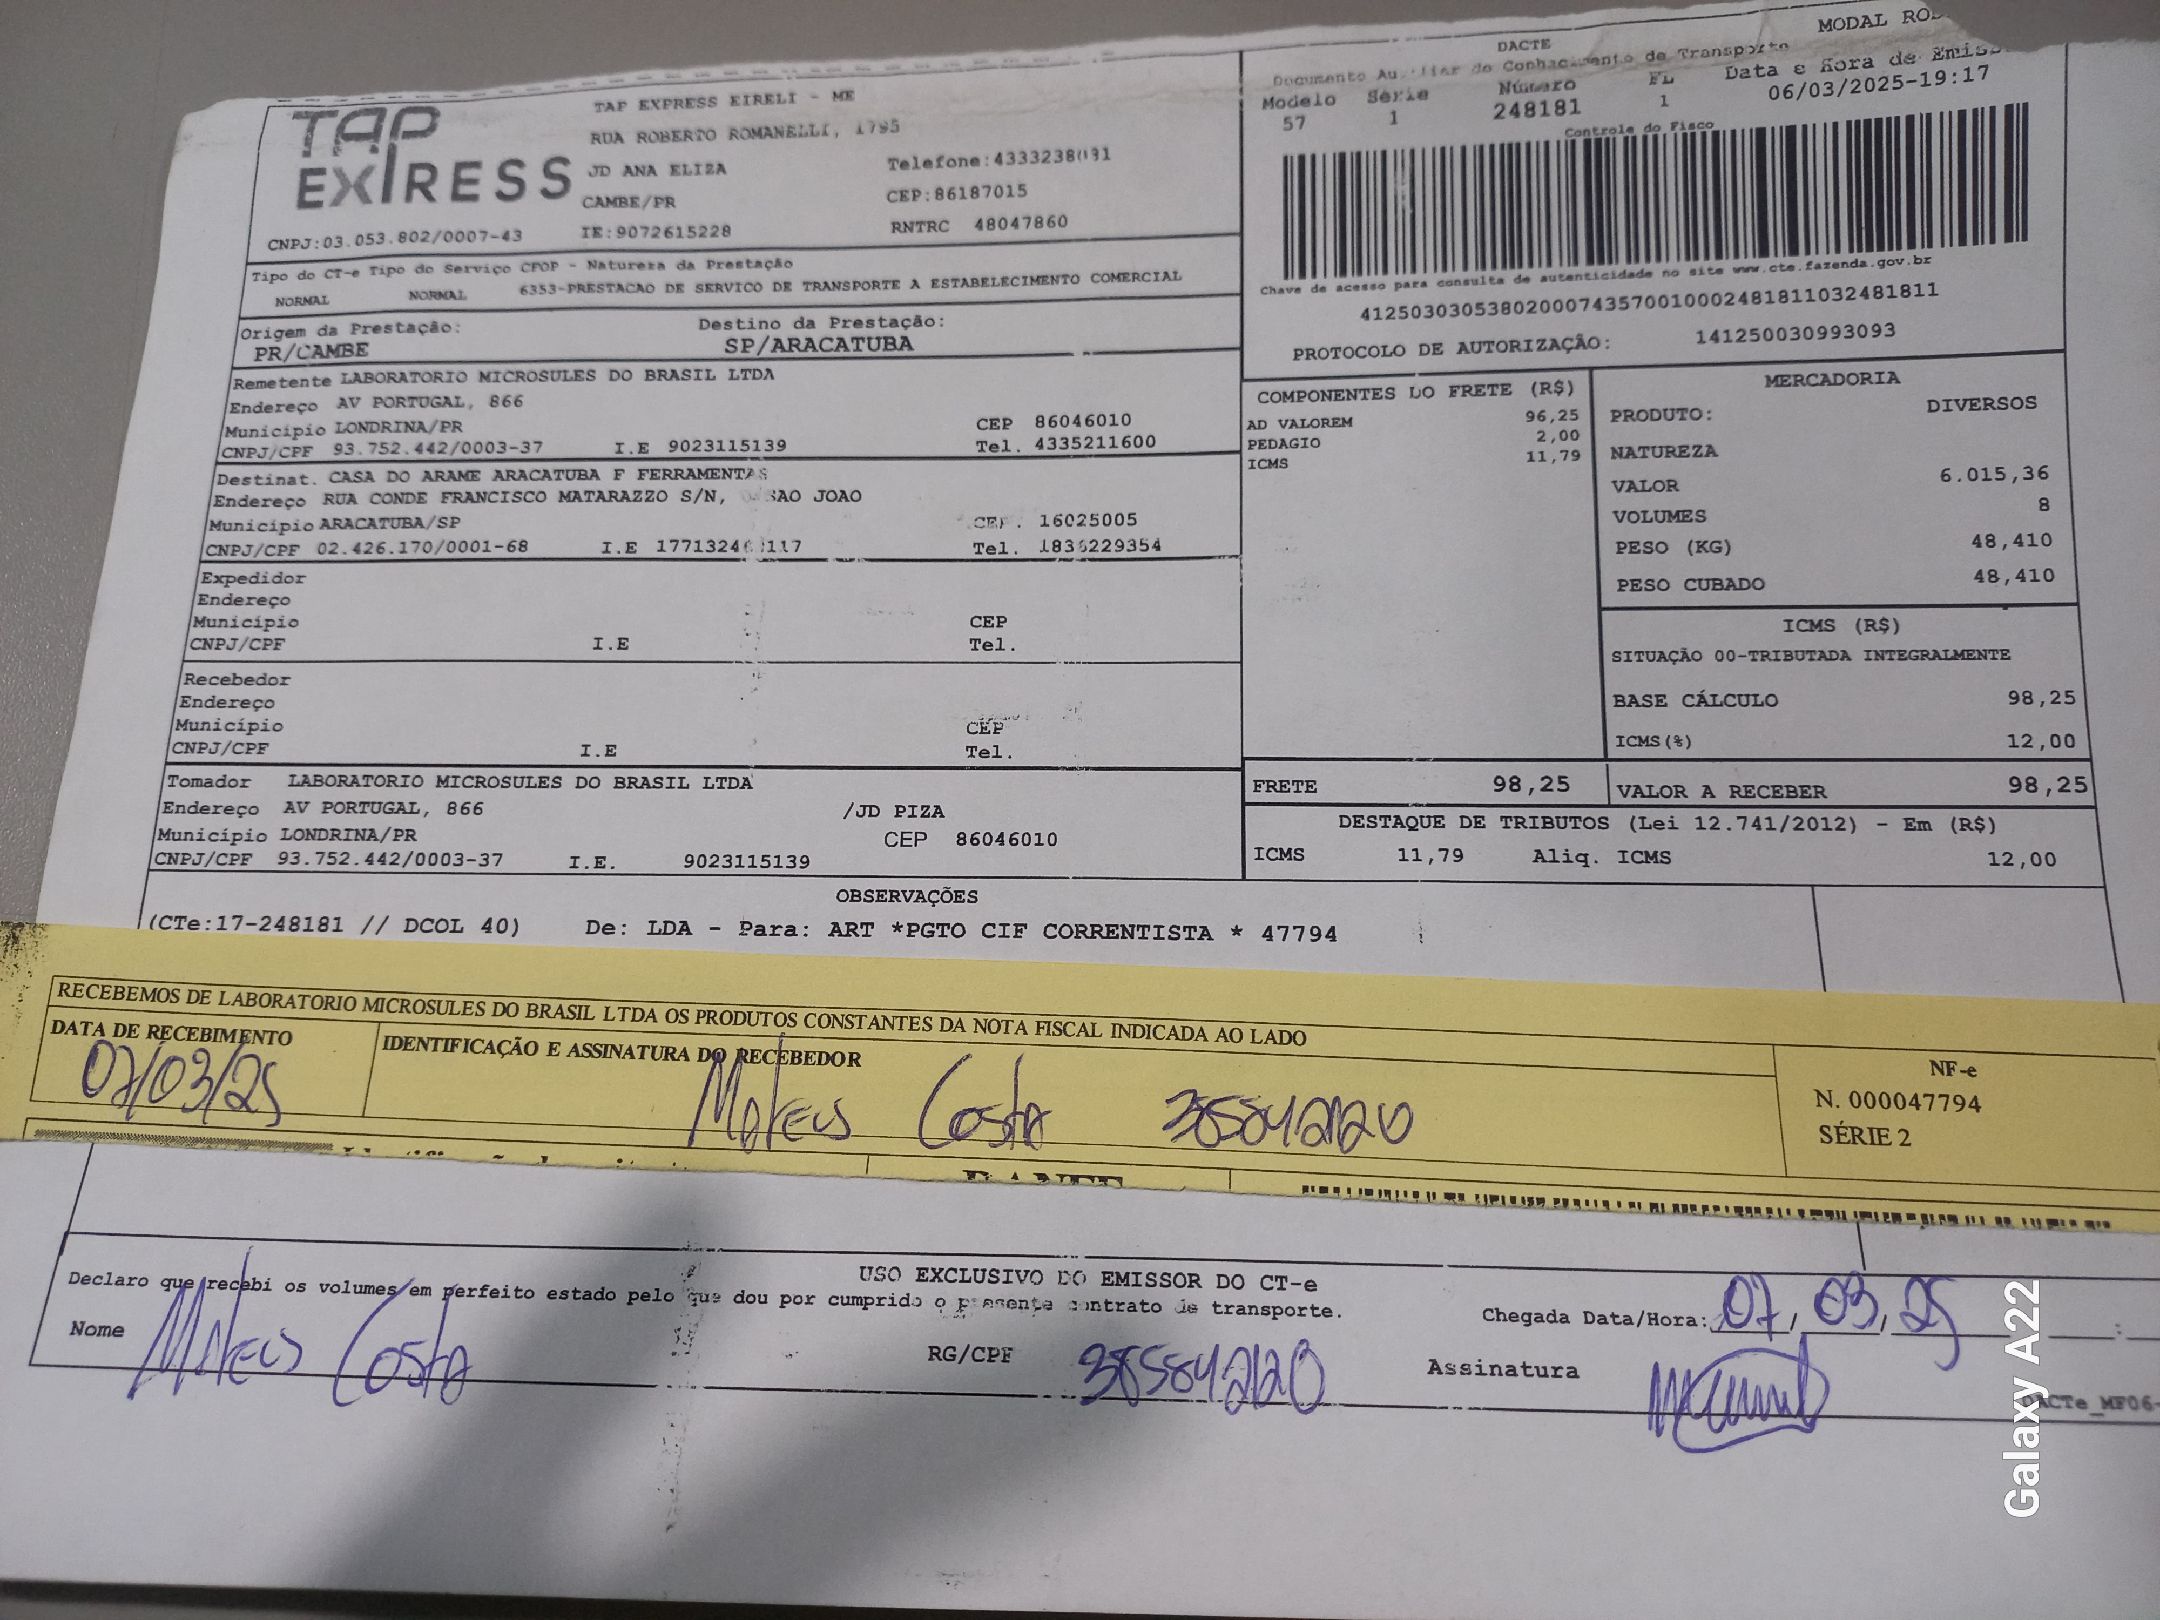 TAP EXPRESS
TAP EXPRESS EIRELI - ME
RUA ROBERTO ROMANELLI, 1795
JD ANA ELIZA
Telefone:
CAMBE/PR
CEP:86187015
CNPJ:03.053.802/0007-43
IE:9072615228
RNTRC 48047860
DACTE
MODAL
Documento Auxiliar do Conhecimento de Transporte
Modelo Série Número FL Data e Hora de
57 1 248181 1 06/03/2025-19:17
Controle do Fisco
Chave de acesso para consulta de autenticidade no site www.cte.fazenda.gov.br
41250303053802000743570010002481811032481811
PROTOCOLO DE AUTORIZAÇÃO: 141250030993093
Tipo do CT-e Tipo do Serviço CFOP - Natureza da Prestação
NORMAL NORMAL 6353-PRESTACAO DE SERVICO DE TRANSPORTE A ESTABELECIMENTO COMERCIAL
Origem da Prestação: Destino da Prestação:
PR/CAMBE SP/ARACATUBA
Remetente LABORATORIO MICROSULES DO BRASIL LTDA
Endereço AV PORTUGAL, 866
Município LONDRINA/PR CEP 86046010
CNPJ/CPF 93.752.442/0003-37 I.E 9023115139 Tel. 4335211600
Destinat. CASA DO ARAME ARACATUBA F FERRAMENTAS
Endereço RUA CONDE FRANCISCO MATARAZZO S/N, SAO JOAO
Município ARACATUBA/SP CEP. 16025005
CNPJ/CPF 02.426.170/0001-68 I.E Tel. 1836229354
Expedidor
Endereço
Município CEP
CNPJ/CPF I.E Tel.
Recebedor
Endereço
Município CEP
CNPJ/CPF I.E Tel.
Tomador LABORATORIO MICROSULES DO BRASIL LTDA
Endereço AV PORTUGAL, 866 /JD PIZA
Município LONDRINA/PR CEP 86046010
CNPJ/CPF 93.752.442/0003-37 I.E. 9023115139
COMPONENTES DO FRETE (R$)
AD VALOREM 96,25
PEDAGIO 2,00
ICMS 11,79
MERCADORIA
PRODUTO: DIVERSOS
NATUREZA
VALOR 6.015,36
VOLUMES 8
PESO (KG) 48,410
PESO CUBADO 48,410
ICMS (R$)
SITUAÇÃO 00-TRIBUTADA INTEGRALMENTE
BASE CÁLCULO 98,25
ICMS(%) 12,00
FRETE 98,25 VALOR A RECEBER 98,25
DESTAQUE DE TRIBUTOS (Lei 12.741/2012) - Em (R$)
ICMS 11,79 Aliq. ICMS 12,00
OBSERVAÇÕES
(CTe:17-248181 // DCOL 40) De: LDA - Para: ART *PGTO CIF CORRENTISTA * 47794
RECEBEMOS DE LABORATORIO MICROSULES DO BRASIL LTDA OS PRODUTOS CONSTANTES DA NOTA FISCAL INDICADA AO LADO
DATA DE RECEBIMENTO IDENTIFICAÇÃO E ASSINATURA DO RECEBEDOR
07/03/25 Mateus Costa 385842120
NF-e
N. 000047794
SÉRIE 2
USO EXCLUSIVO DO EMISSOR DO CT-e
Declaro que recebi os volumes em perfeito estado pelo que dou por cumprido o presente contrato de transporte.
Chegada Data/Hora: 07, 03, 25 :
Nome Mateus Costa RG/CPF 385842120 Assinatura
DACTe_MF06-
Galaxy A22